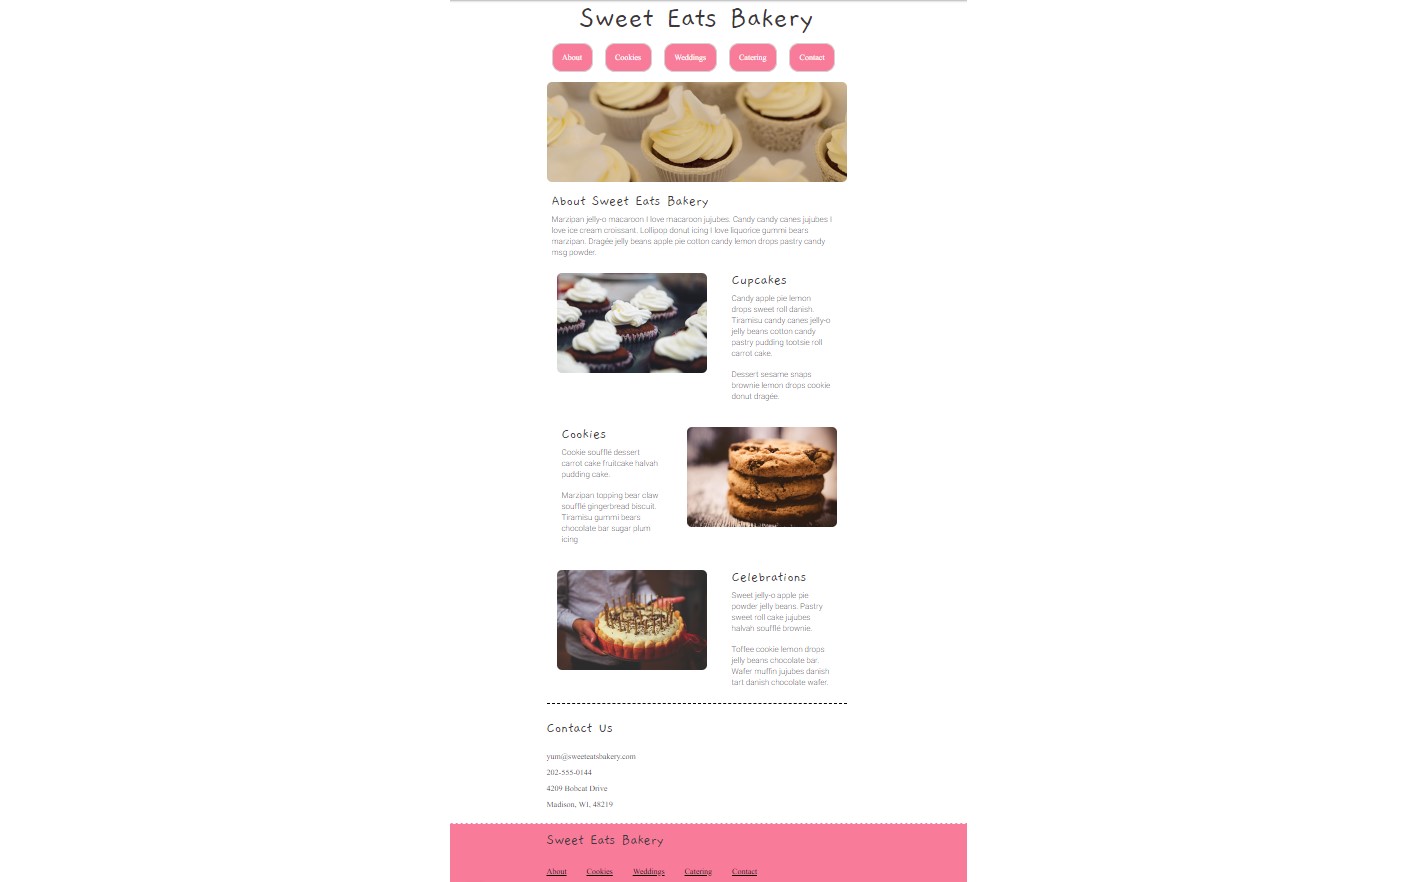 Sweet Eats Bakery
About Cookies Weddings Catering Contact
About Sweet Eats Bakery
Marzipan jelly-o macaroon I love macaroon jujubes. Candy candy canes jujubes I
love ice cream croissant. Lollipop donut icing I love liquorice gummi bears
marzipan. Dragée jelly beans apple pie cotton candy lemon drops pastry candy
msg powder.
Cupcakes
Candy apple pie lemon
drops sweet roll danish.
Tiramisu candy canes jelly-o
jelly beans cotton candy
pastry pudding tootsie roll
carrot cake.
Dessert sesame snaps
brownie lemon drops cookie
donut dragée.
Cookies
Cookie soufflé dessert
carrot cake fruitcake halvah
pudding cake.
Marzipan topping bear claw
soufflé gingerbread biscuit.
Tiramisu gummi bears
chocolate bar sugar plum
icing
Celebrations
Sweet jelly-o apple pie
powder jelly beans. Pastry
sweet roll cake jujubes
halvah soufflé brownie.
Toffee cookie lemon drops
jelly beans chocolate bar.
Wafer muffin jujubes danish
tart danish chocolate wafer.
Contact Us
yum@sweeteatsbakery.com
202-555-0144
4209 Bobcat Drive
Madison, WI, 48219
Sweet Eats Bakery
About Cookies Weddings Catering Contact